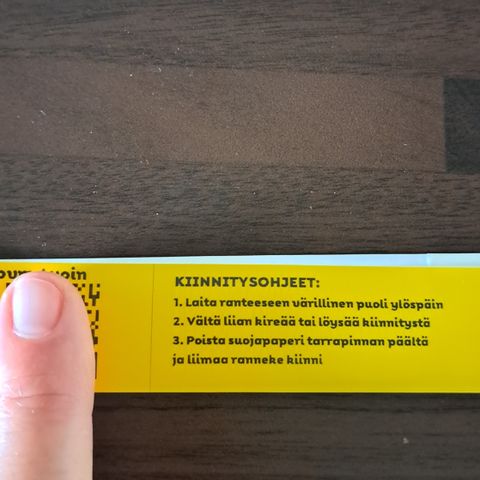 KIINNITYSOHJEET:
1. Laita ranteeseen värillinen puoli ylöspäin
2. Vältä liian kireää tai löysää kiinnitystä
3. Poista suojapaperi tarrapinnan päältä
ja liimaa ranneke kiinni